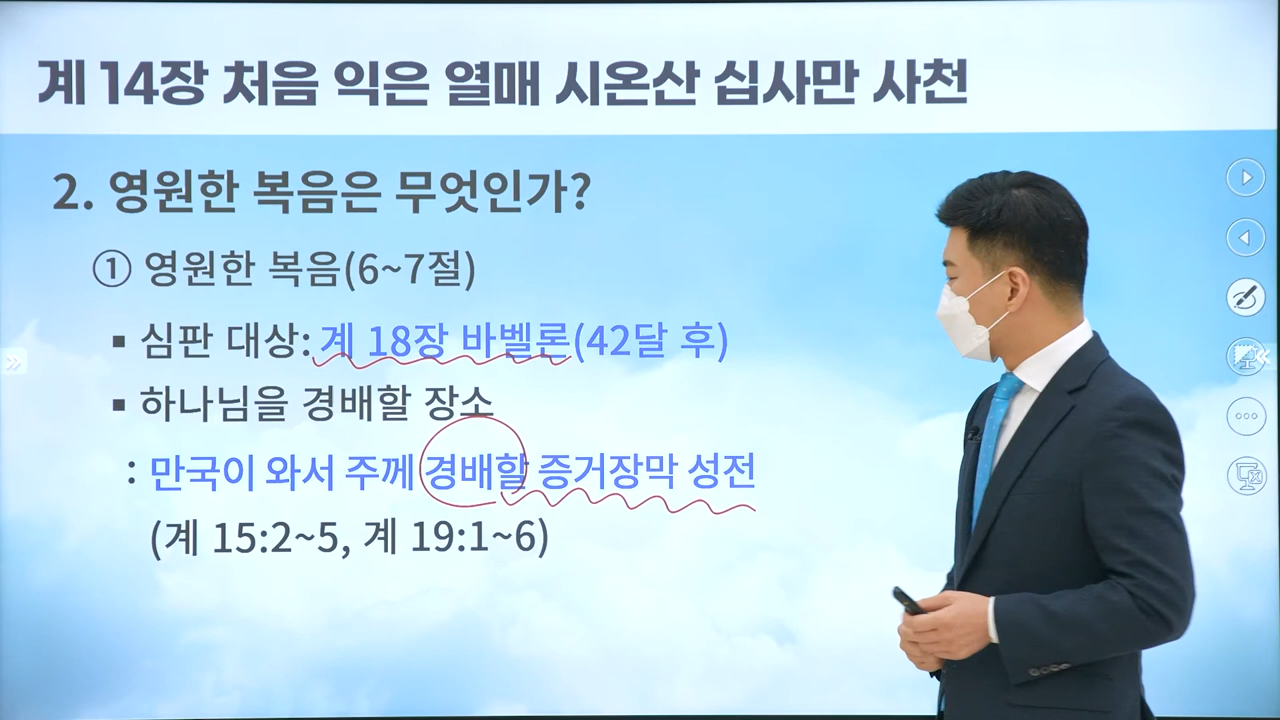 계 14장 처음 익은 열매 시온산 십사만 사천
2. 영원한 복음은 무엇인가?
① 영원한 복음(6~7절)
▪ 심판 대상: 계 18장 바벨론(42달 후)
▪ 하나님을 경배할 장소
: 만국이 와서 주께 경배할 증거장막 성전
(계 15:2~5, 계 19:1~6)